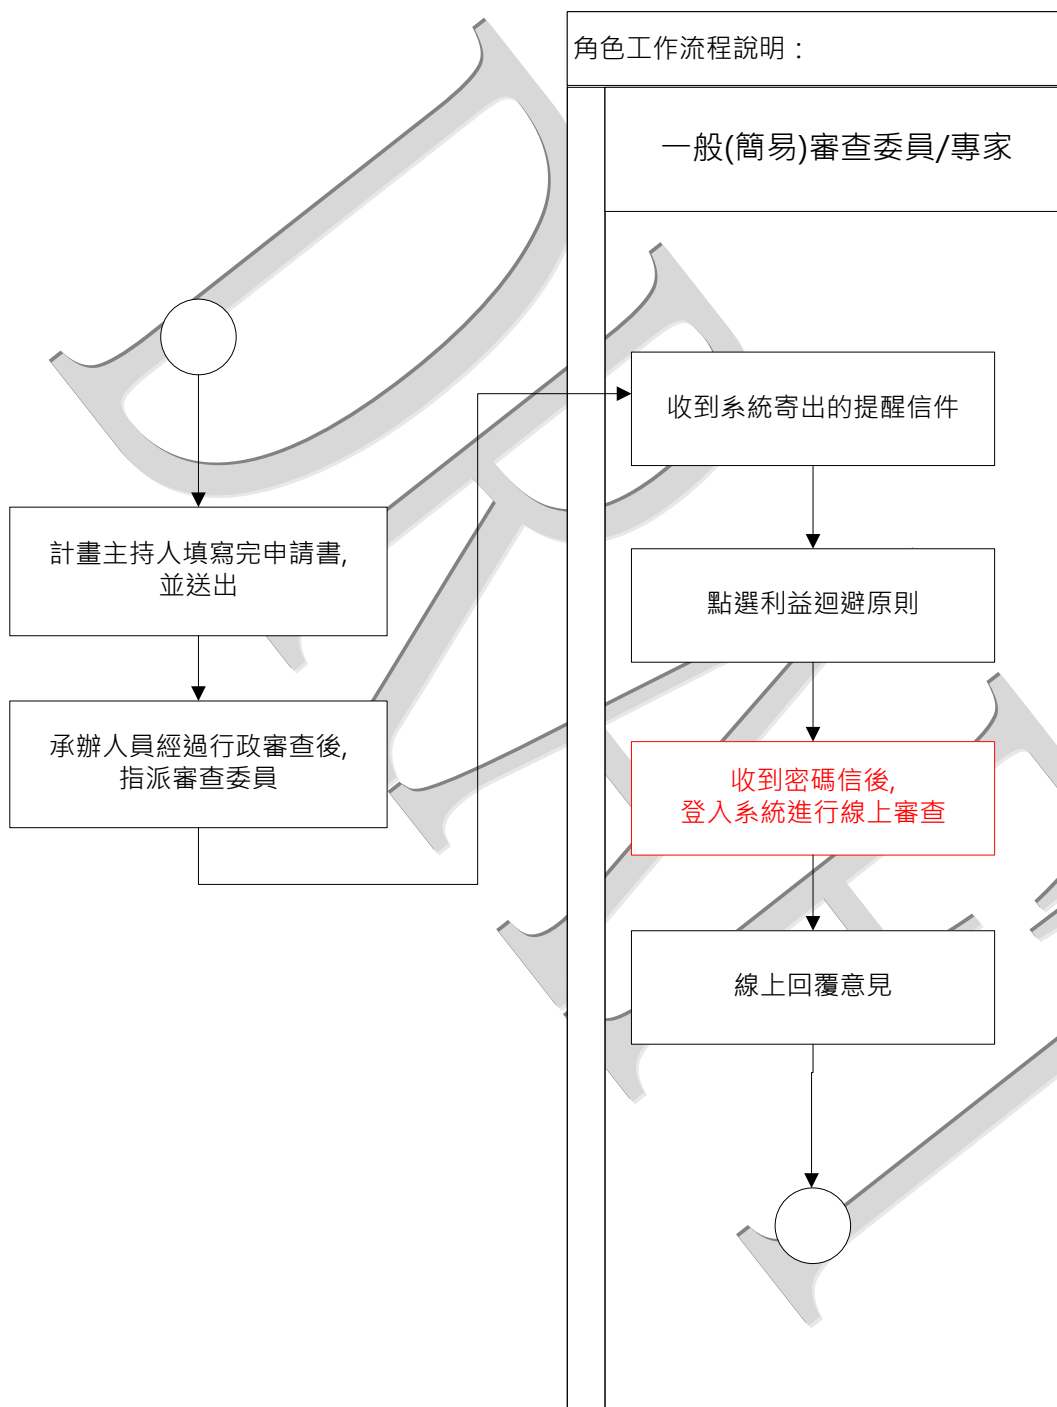 角色工作流程說明：
一般(簡易)審查委員/專家
計畫主持人填寫完申請書,
並送出
承辦人員經過行政審查後,
指派審查委員
收到系統寄出的提醒信件
點選利益迴避原則
收到密碼信後,
登入系統進行線上審查
線上回覆意見